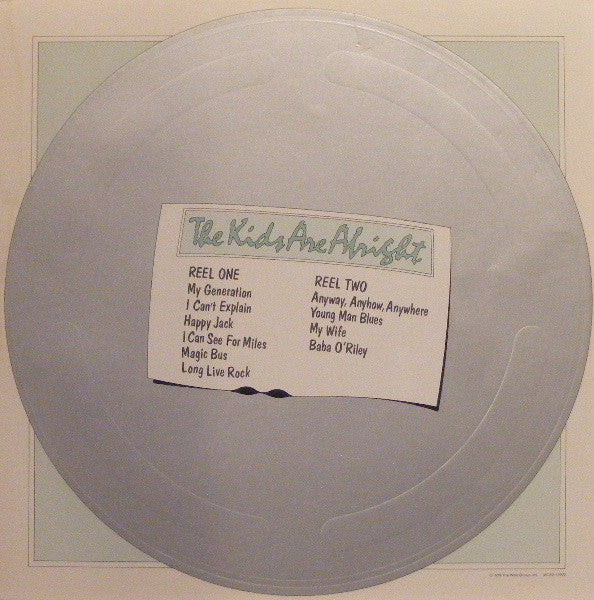 The Kids Are Alright
REEL ONE
My Generation
I Can't Explain
Happy Jack
I Can See For Miles
Magic Bus
Long Live Rock
REEL TWO
Anyway, Anyhow, Anywhere
Young Man Blues
My Wife
Baba O'Riley